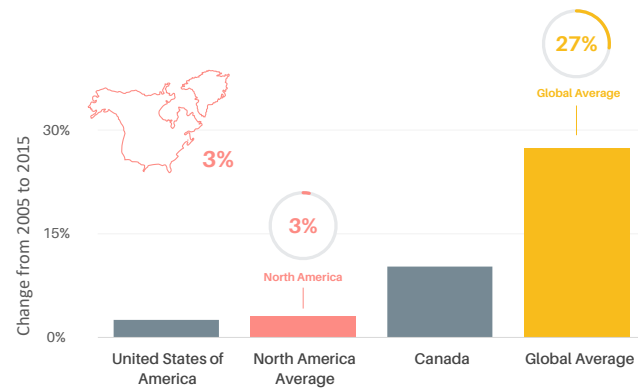 27%
Global Average
30%
3%
15%
3%
North America
0%
Change from 2005 to 2015
United States of
America
North America
Average
Canada
Global Average